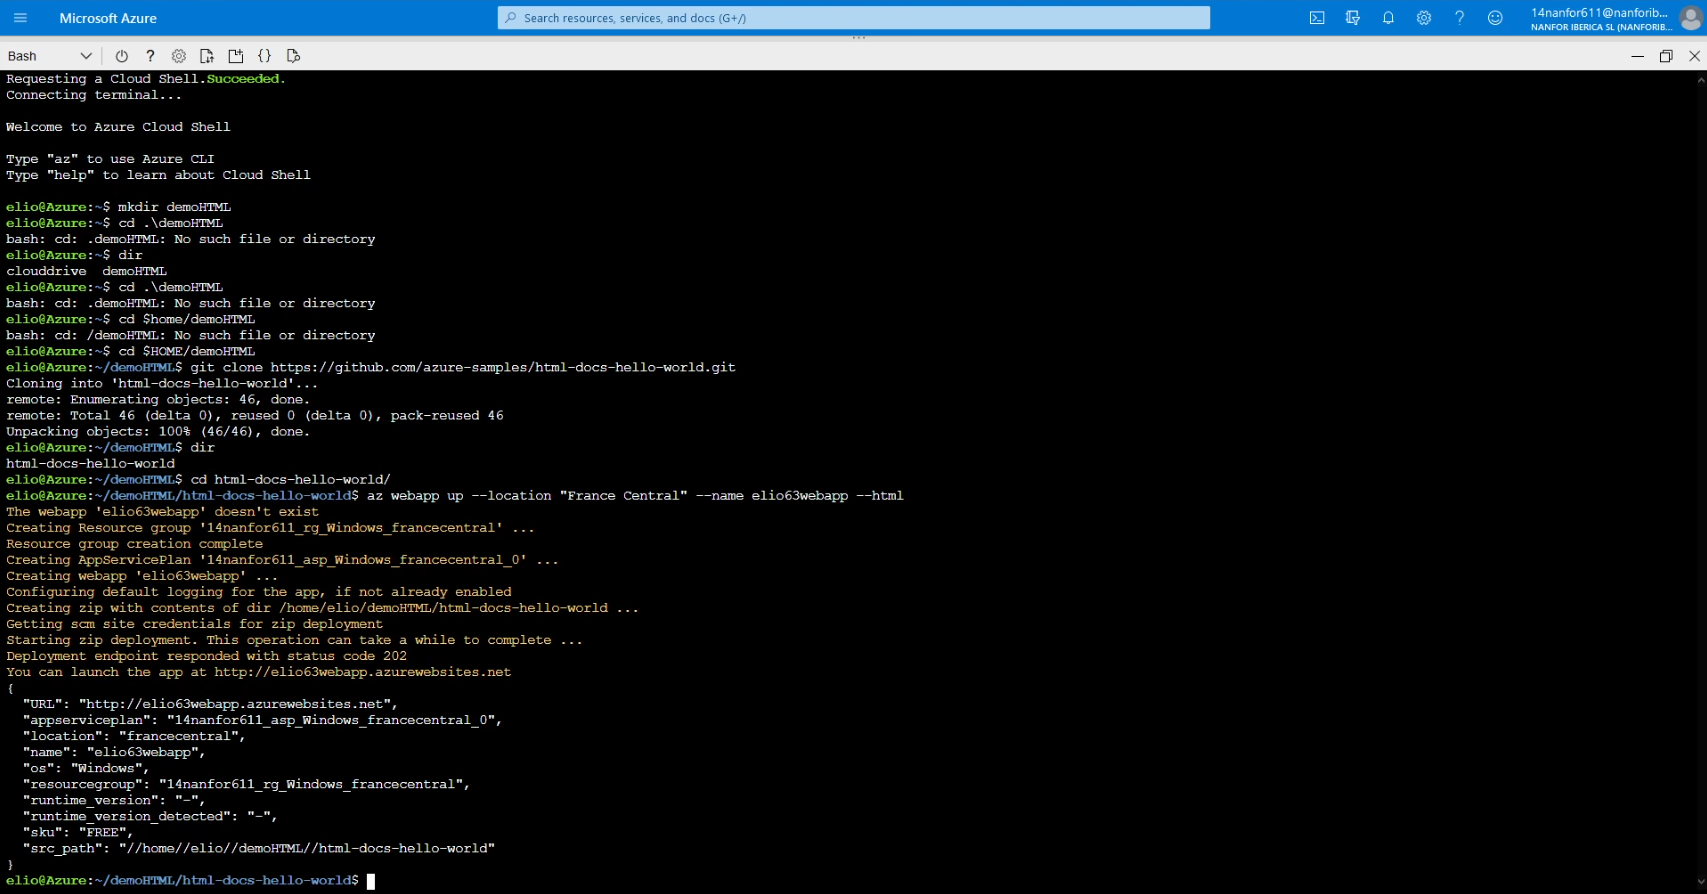 Microsoft Azure
Search resources, services, and docs (G+/)
14nanfor611@nanforib...
NANFOR IBERICA SL (NANFORIB...
Bash
Requesting a Cloud Shell.Succeeded.
Connecting terminal...
Welcome to Azure Cloud Shell
Type "az" to use Azure CLI
Type "help" to learn about Cloud Shell
elio@Azure:~$ mkdir demoHTML
elio@Azure:~$ cd .\demoHTML
bash: cd: .demoHTML: No such file or directory
elio@Azure:~$ dir
clouddrive  demoHTML
elio@Azure:~$ cd .\demoHTML
bash: cd: .demoHTML: No such file or directory
elio@Azure:~$ cd $home/demoHTML
bash: cd: /demoHTML: No such file or directory
elio@Azure:~$ cd $HOME/demoHTML
elio@Azure:~/demoHTML$ git clone https://github.com/azure-samples/html-docs-hello-world.git
Cloning into 'html-docs-hello-world'...
remote: Enumerating objects: 46, done.
remote: Total 46 (delta 0), reused 0 (delta 0), pack-reused 46
Unpacking objects: 100% (46/46), done.
elio@Azure:~/demoHTML$ dir
html-docs-hello-world
elio@Azure:~/demoHTML$ cd html-docs-hello-world/
elio@Azure:~/demoHTML/html-docs-hello-world$ az webapp up --location "France Central" --name elio63webapp --html
The webapp 'elio63webapp' doesn't exist
Creating Resource group '14nanfor611_rg_Windows_francecentral' ...
Resource group creation complete
Creating AppServicePlan '14nanfor611_asp_Windows_francecentral_0' ...
Creating webapp 'elio63webapp' ...
Configuring default logging for the app, if not already enabled
Creating zip with contents of dir /home/elio/demoHTML/html-docs-hello-world ...
Getting scm site credentials for zip deployment
Starting zip deployment. This operation can take a while to complete ...
Deployment endpoint responded with status code 202
You can launch the app at http://elio63webapp.azurewebsites.net
{
  "URL": "http://elio63webapp.azurewebsites.net",
  "appserviceplan": "14nanfor611_asp_Windows_francecentral_0",
  "location": "francecentral",
  "name": "elio63webapp",
  "os": "Windows",
  "resourcegroup": "14nanfor611_rg_Windows_francecentral",
  "runtime_version": "-",
  "runtime_version_detected": "-",
  "sku": "FREE",
  "src_path": "//home//elio//demoHTML//html-docs-hello-world"
}
elio@Azure:~/demoHTML/html-docs-hello-world$